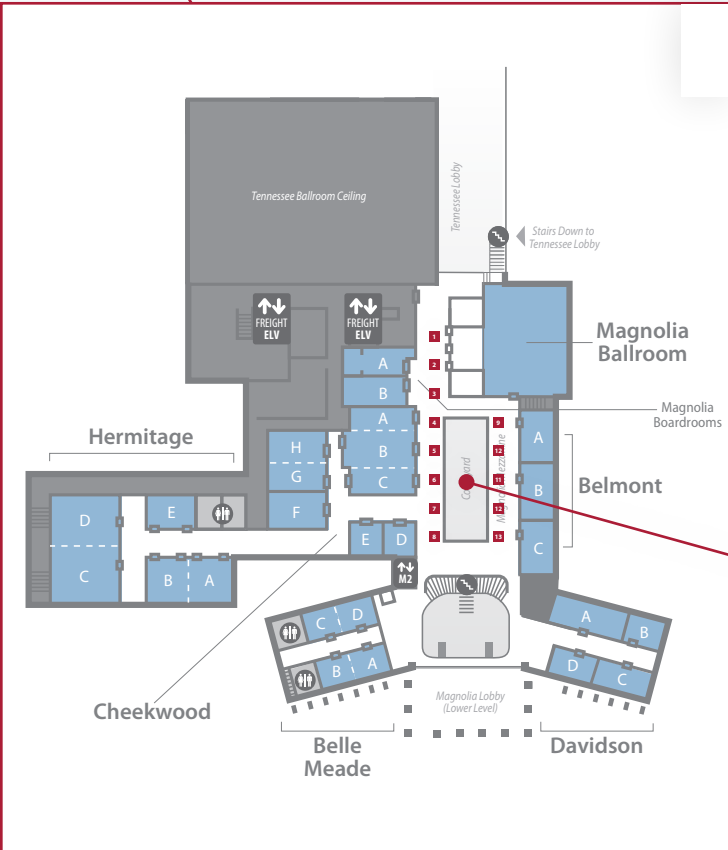 Tennessee Ballroom Ceiling
Tennessee Lobby
Stairs Down to
Tennessee Lobby
FREIGHT
ELV
FREIGHT
ELV
Magnolia
Ballroom
1
2
3
A
B
Magnolia
Boardrooms
4
5
6
7
8
9
12
11
12
13
A
B
C
A
B
C
Belmont
Hermitage
H
G
F
E
D
C
B
A
E
D
M2
Cheekwood
C
D
B
A
Belle
Meade
Magnolia Lobby
(Lower Level)
A
B
D
C
Davidson